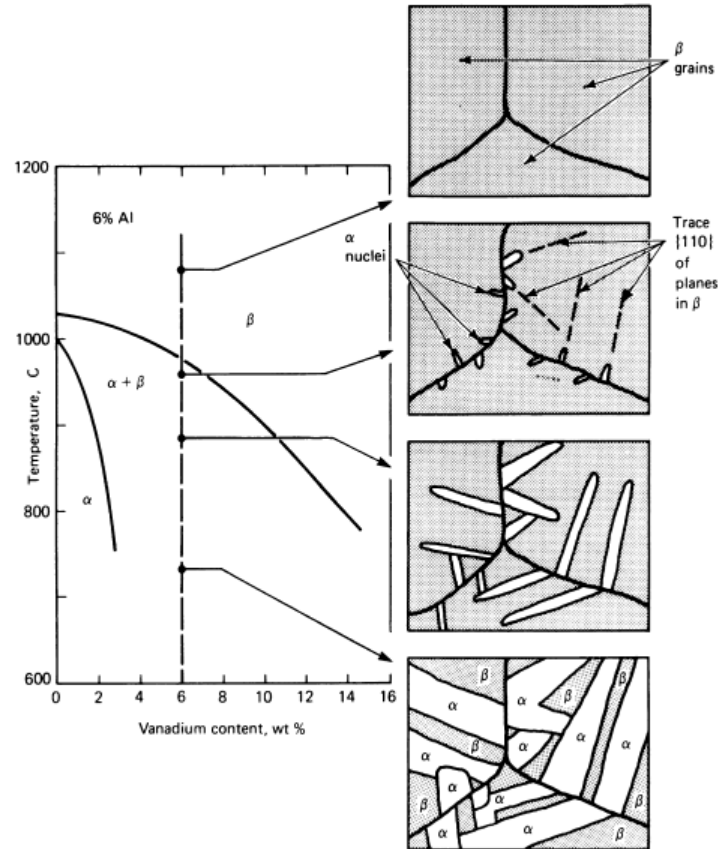 β
grains
1200
6% Al
α
nuclei
Trace
{110}
of
planes
in β
β
1000
α + β
Temperature, C
α
800
600
0 2 4 6 8 10 12 14 16
Vanadium content, wt %
β
α
β
β
α
α
β
α
α
α
α
β
α
α
α
β
β